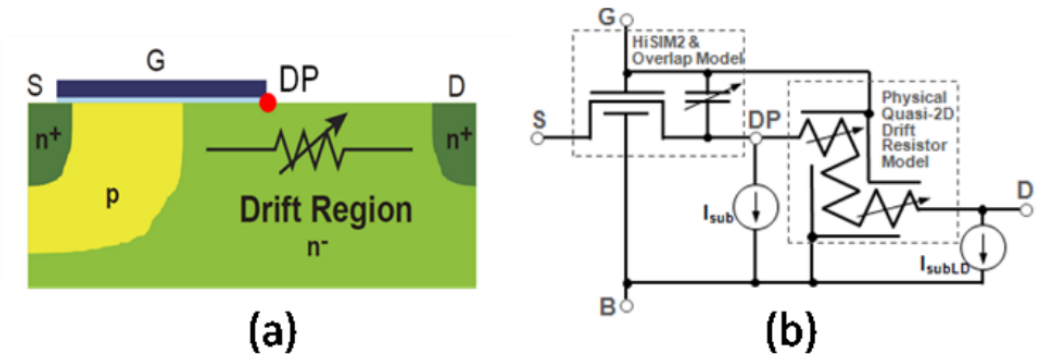 G
S
DP
D
n+
n+
p
Drift Region
n-
(a)
G
HiSIM2 &
Overlap Model
S
DP
Physical
Quasi-2D
Drift
Resistor
Model
D
Isub
IsubLD
B
(b)